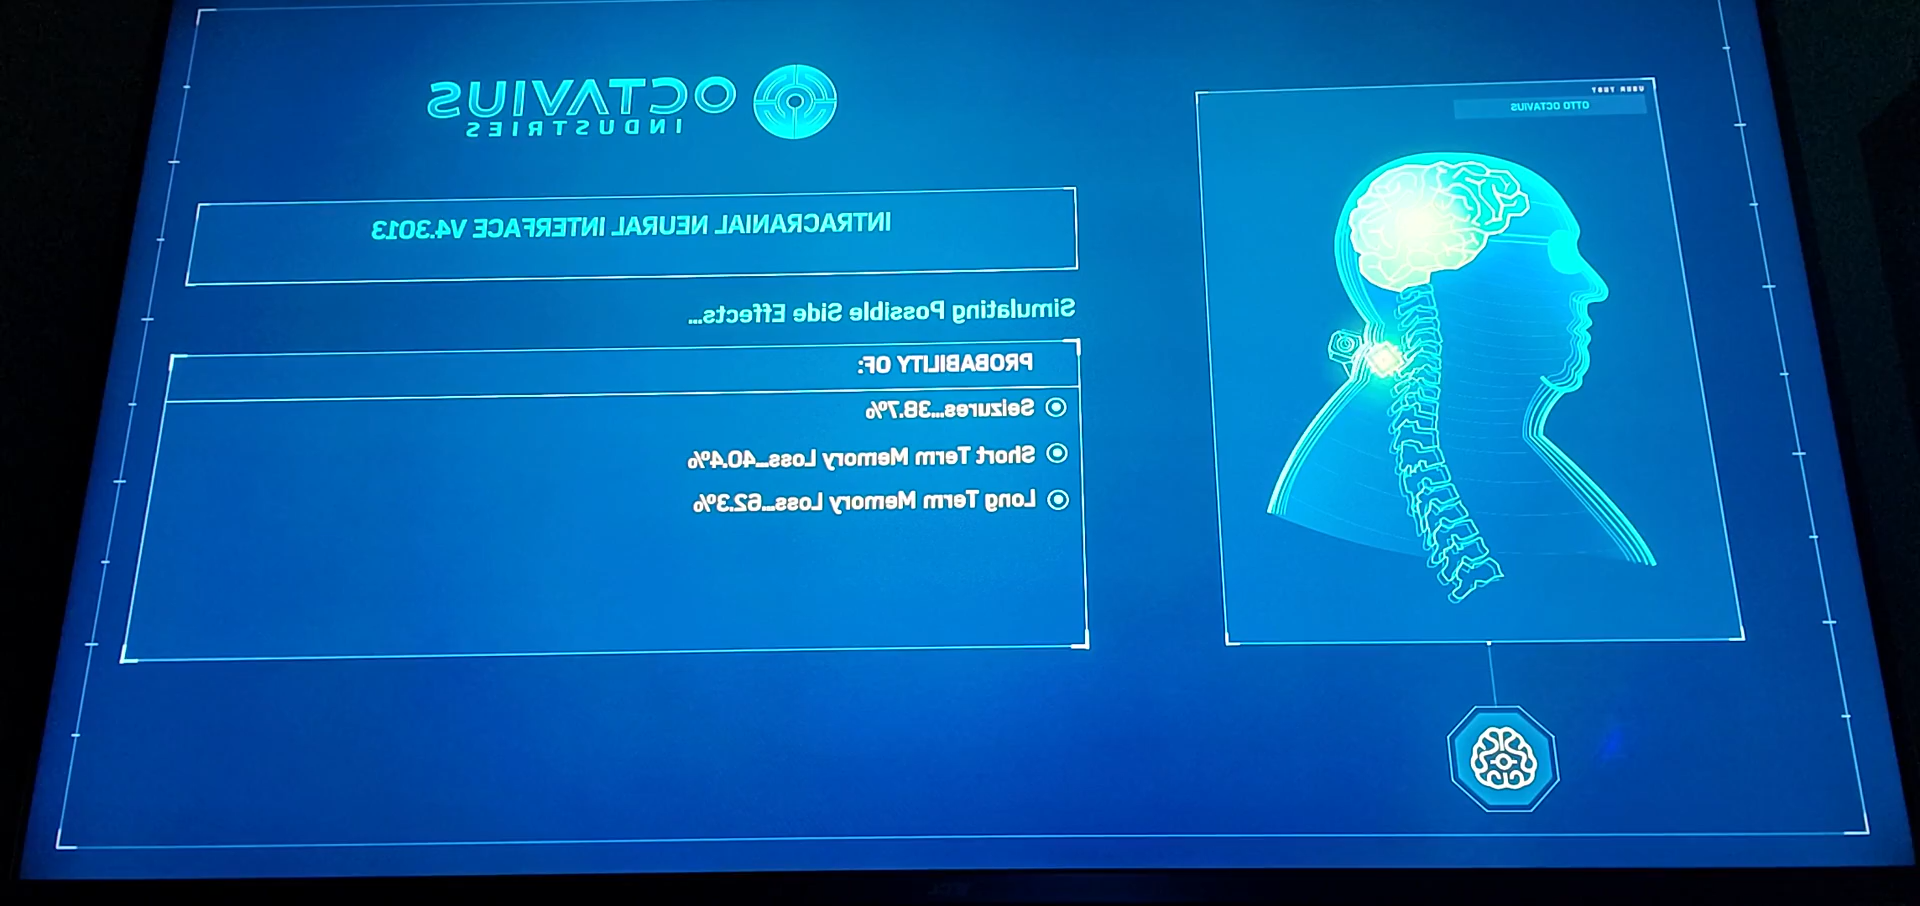 OCTAVIUS
INDUSTRIES
INTRACRANIAL NEURAL INTERFACE V4.3013
Simulating Possible Side Effects...
PROBABILITY OF:
Seizures...38.7%
Short Term Memory Loss...40.4%
Long Term Memory Loss...62.3%
USER TEST
OTTO OCTAVIUS